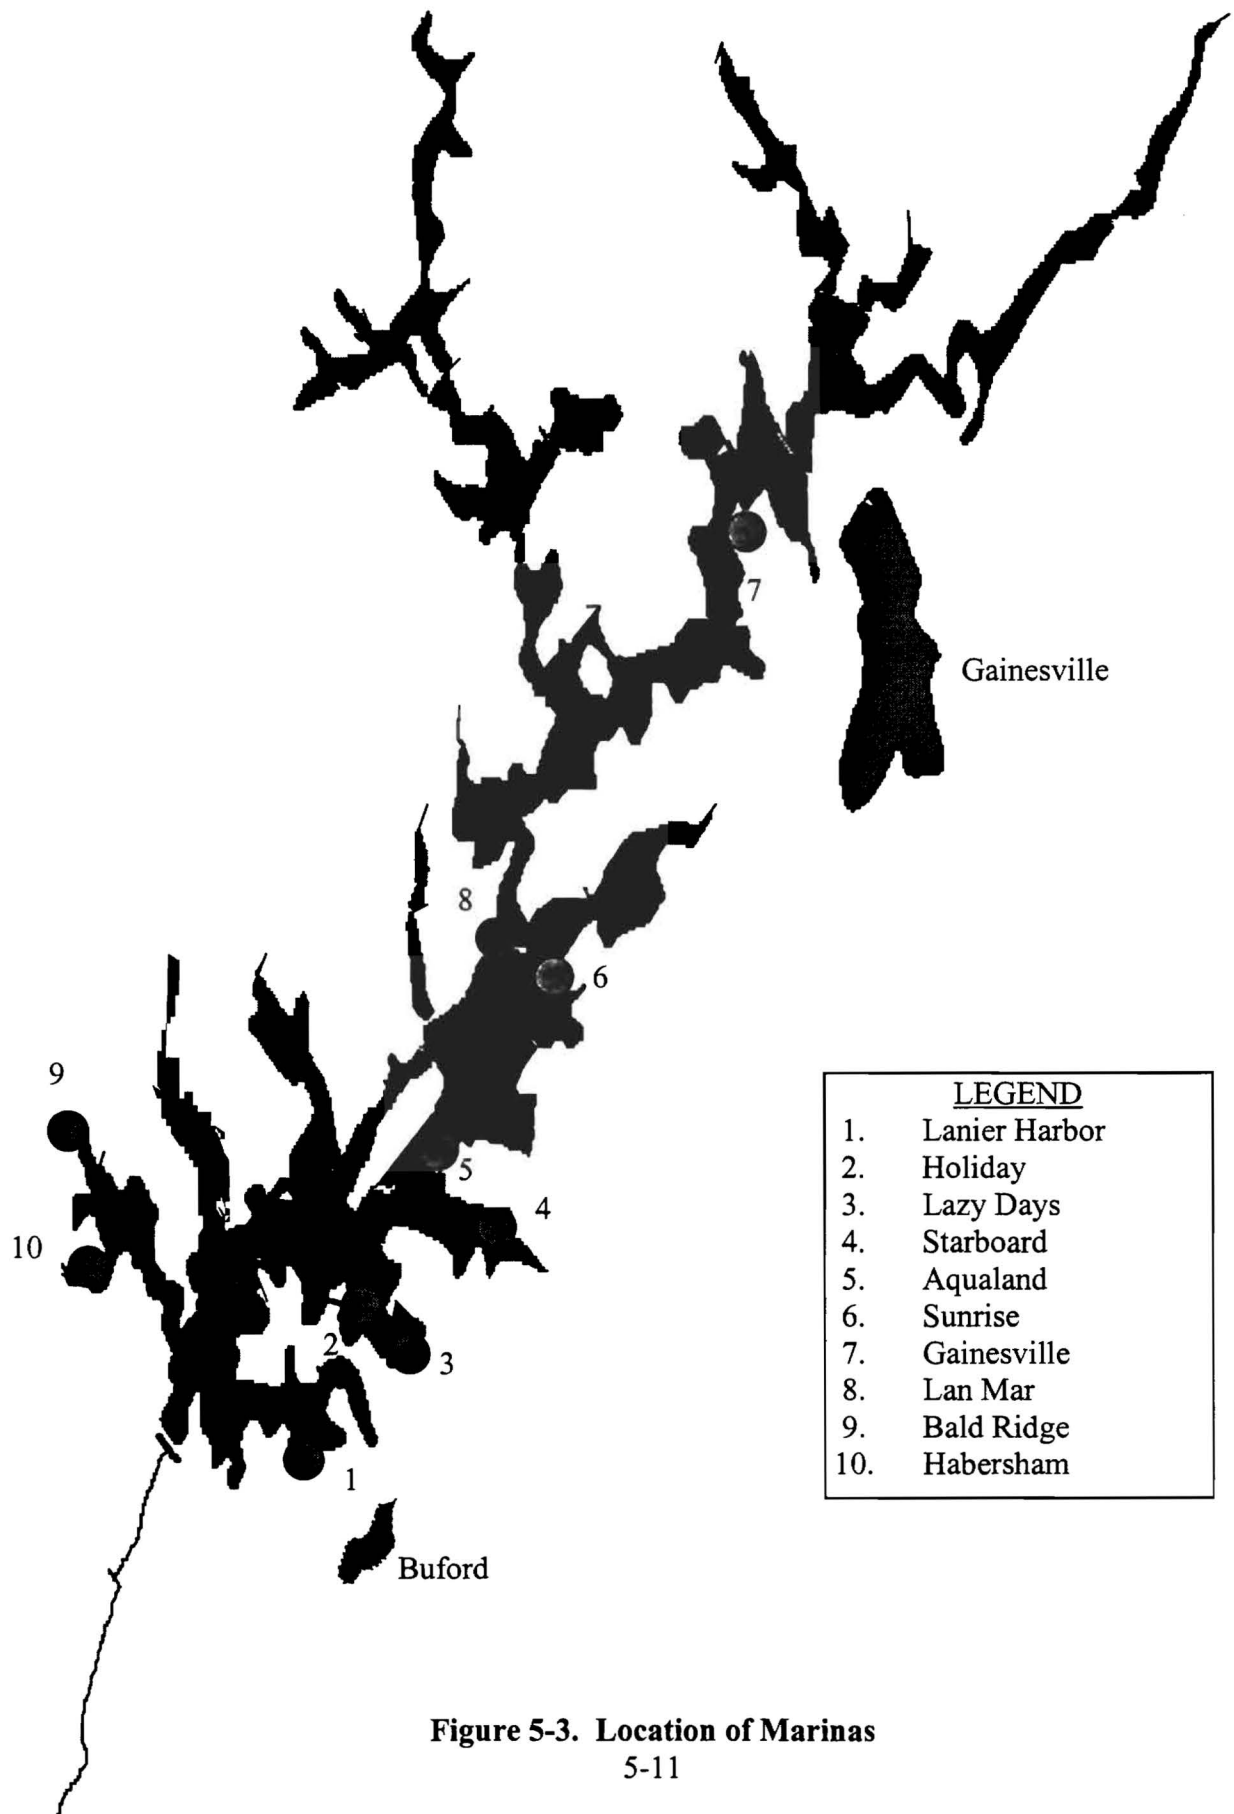 7
Gainesville
8
6
9
5
4
10
2
3
1
Buford
LEGEND
1. Lanier Harbor
2. Holiday
3. Lazy Days
4. Starboard
5. Aqualand
6. Sunrise
7. Gainesville
8. Lan Mar
9. Bald Ridge
10. Habersham
Figure 5-3. Location of Marinas
5-11